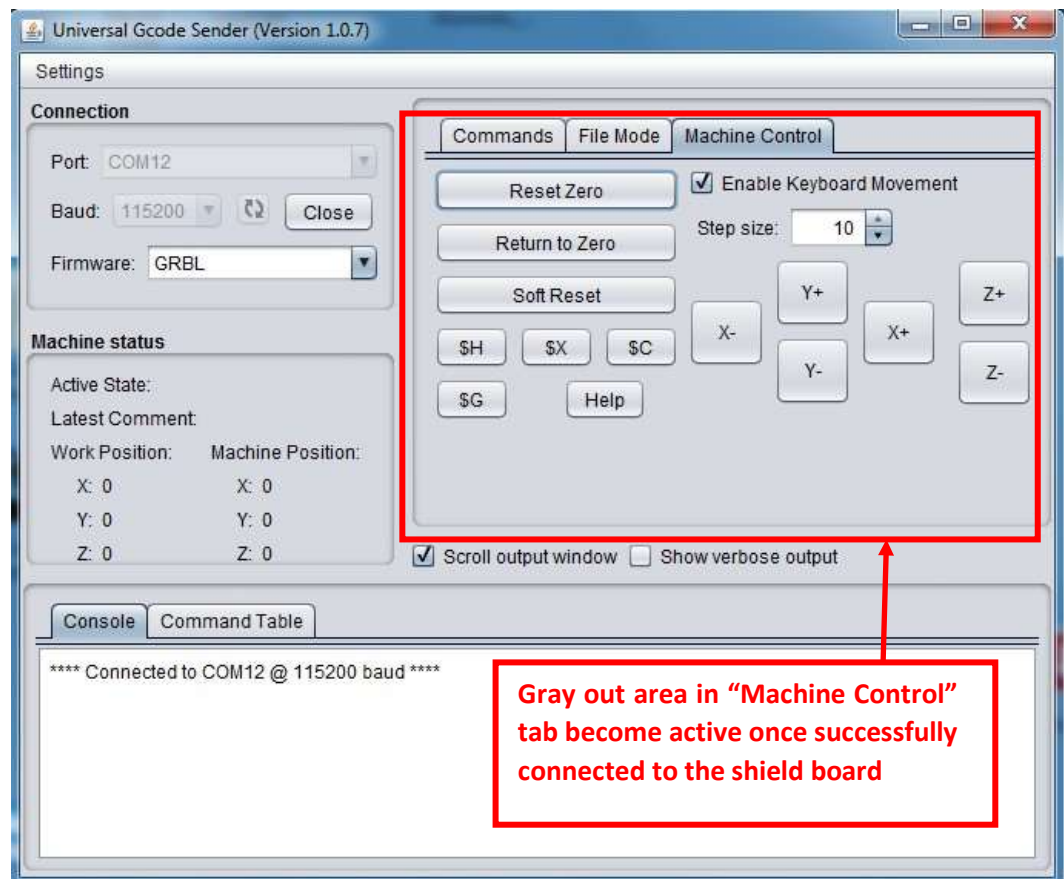 Universal Gcode Sender (Version 1.0.7)
Settings
Connection
Port: COM12
Baud: 115200 Close
Firmware: GRBL
Machine status
Active State:
Latest Comment:
Work Position: Machine Position:
X: 0 X: 0
Y: 0 Y: 0
Z: 0 Z: 0
Commands File Mode Machine Control
Reset Zero Enable Keyboard Movement
Return to Zero Step size: 10
Soft Reset Y+ Z+
$H $X $C X- X+
$G Help Y- Z-
Scroll output window Show verbose output
Console Command Table
**** Connected to COM12 @ 115200 baud ****
Gray out area in “Machine Control”
tab become active once successfully
connected to the shield board